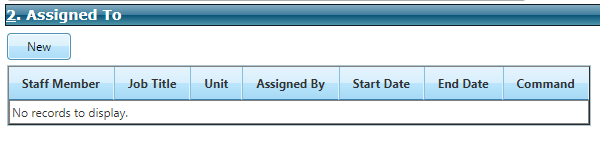 2. Assigned To
New
Staff Member Job Title Unit Assigned By Start Date End Date Command
No records to display.